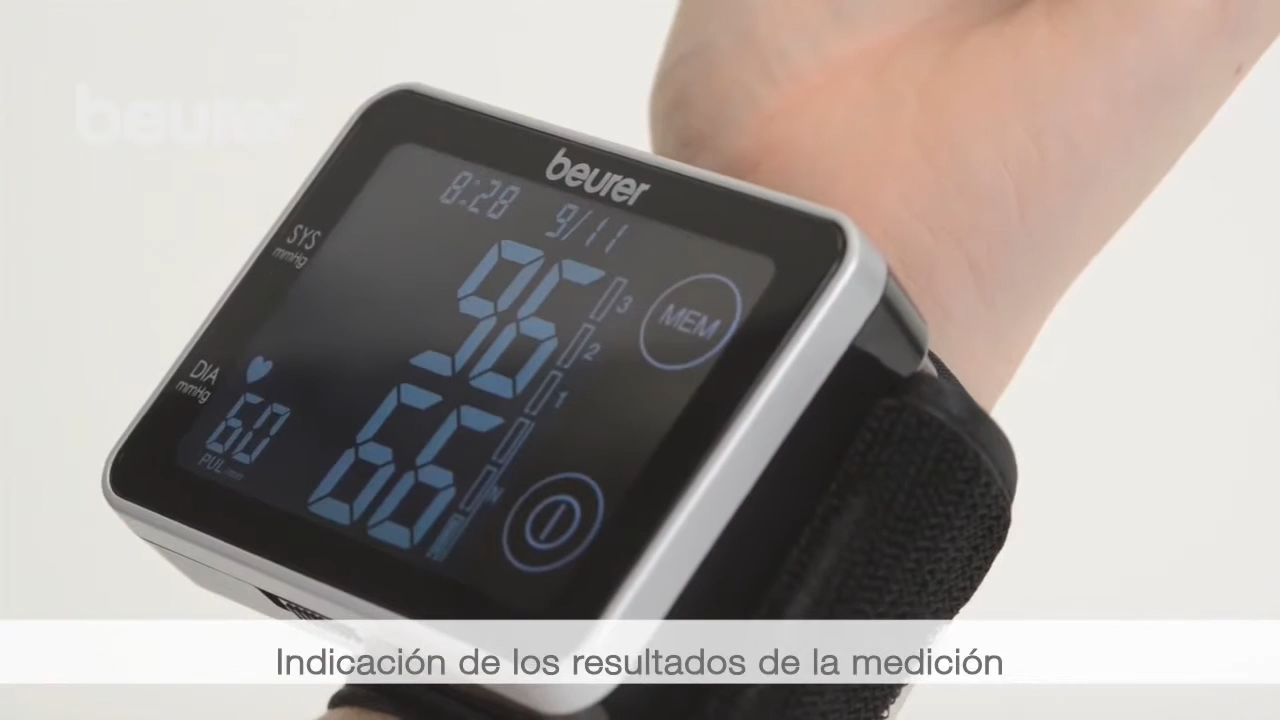 beurer
beurer
8:28
9/11
SYS
mmHg
96
3
MEM
2
1
DIA
mmHg
66
60
PUL/min
N
Indicación de los resultados de la medición